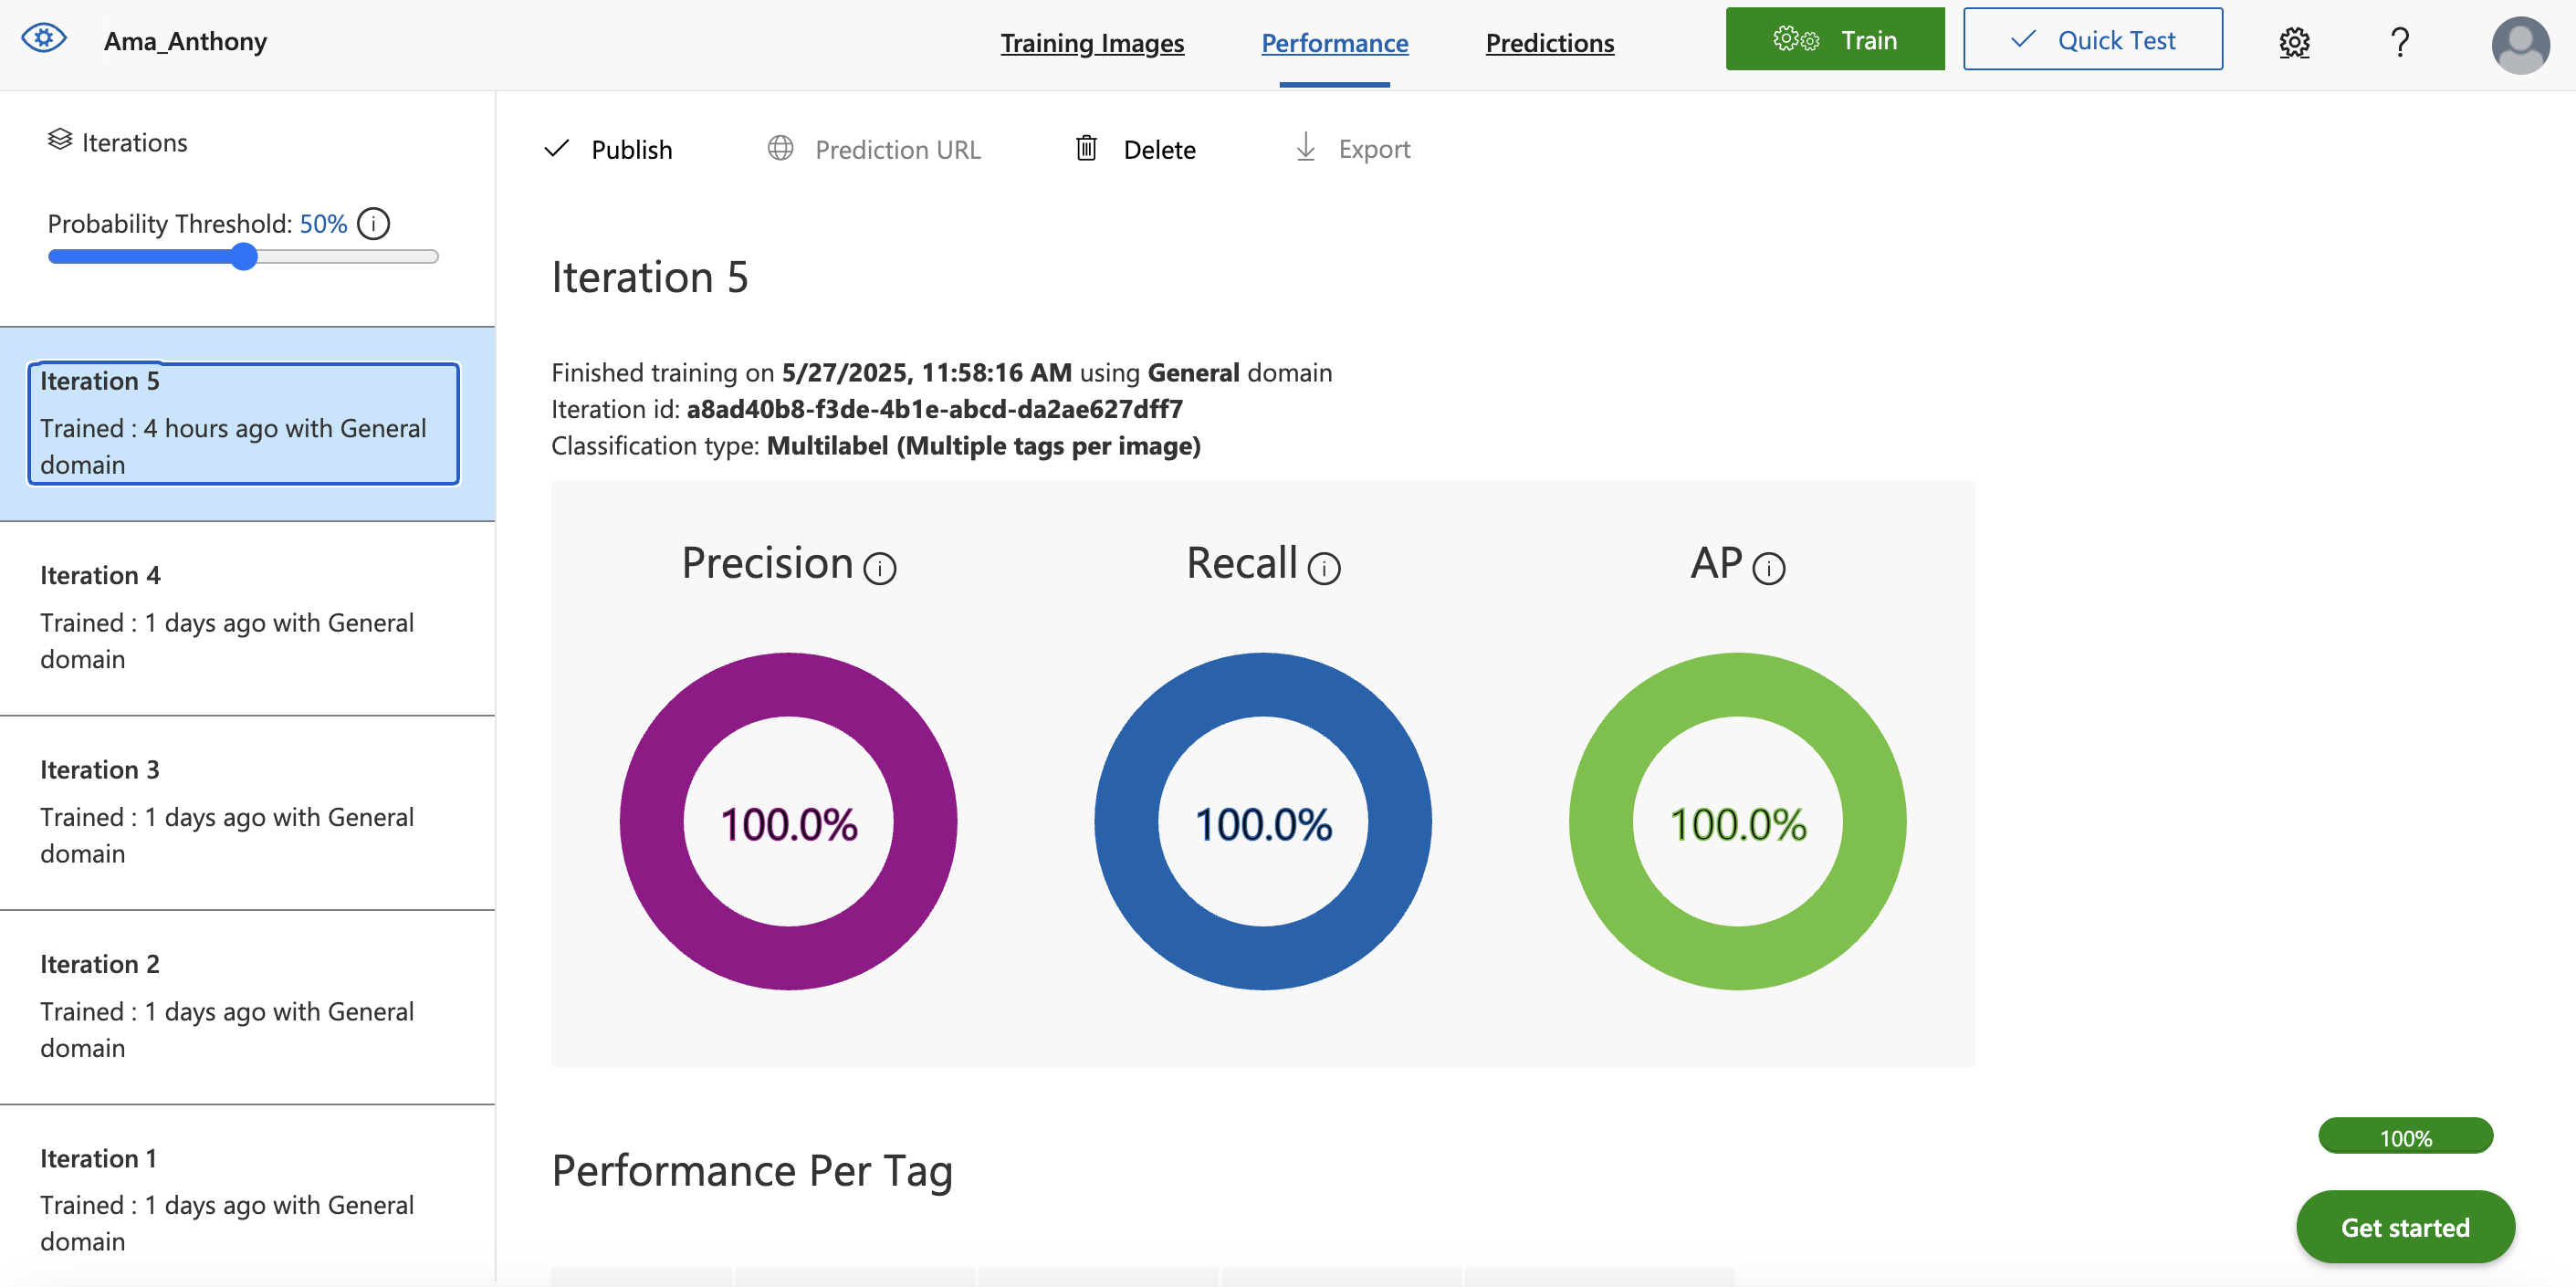 Ama_Anthony
Training Images
Performance
Predictions
Train
Quick Test
?
Iterations
Probability Threshold: 50%
Iteration 5
Trained : 4 hours ago with General
domain
Iteration 4
Trained : 1 days ago with General
domain
Iteration 3
Trained : 1 days ago with General
domain
Iteration 2
Trained : 1 days ago with General
domain
Iteration 1
Trained : 1 days ago with General
domain
Publish
Prediction URL
Delete
Export
Iteration 5
Finished training on 5/27/2025, 11:58:16 AM using General domain
Iteration id: a8ad40b8-f3de-4b1e-abcd-da2ae627dff7
Classification type: Multilabel (Multiple tags per image)
Precision
Recall
AP
100.0%
100.0%
100.0%
Performance Per Tag
100%
Get started